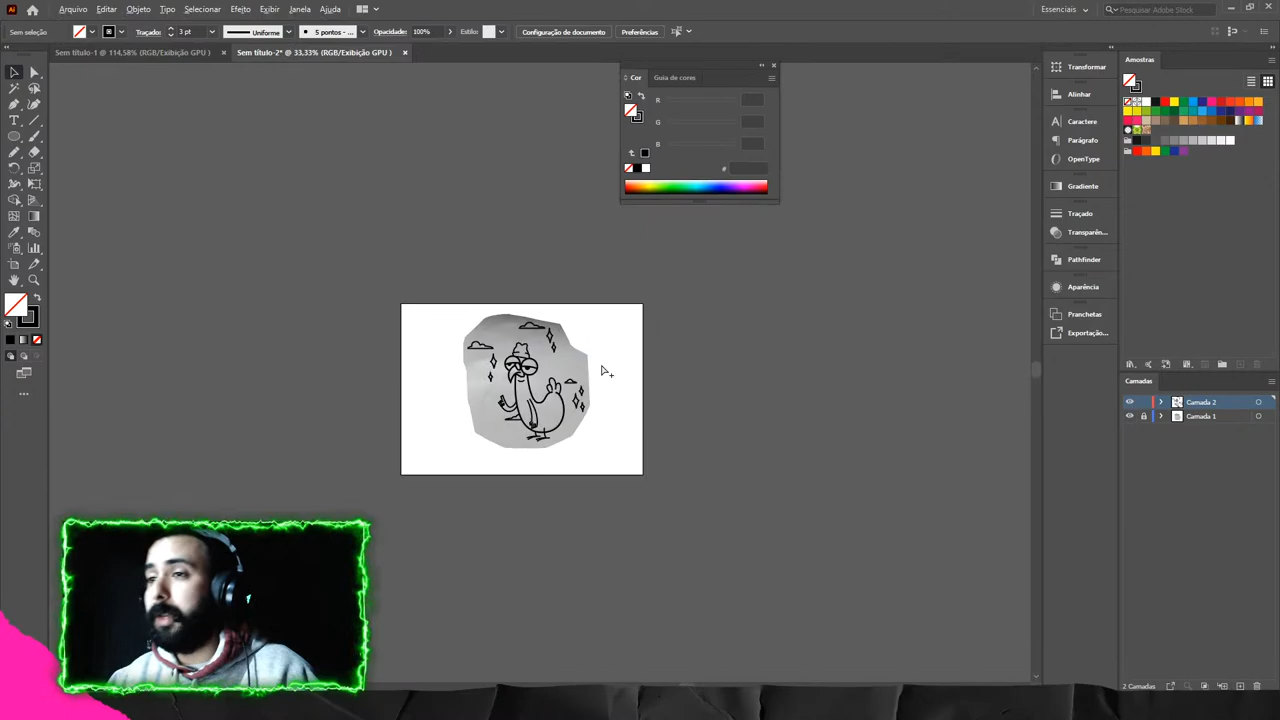 Ai Arquivo Editar Objeto Tipo Selecionar Efeito Exibir Janela Ajuda Essenciais Pesquisar Adobe Stock
Sem seleção Traçado: 3 pt Uniforme 5 pontos - ... Opacidade: 100% Estilo: Configuração de documento Preferências
Sem título-1 @ 114,58% (RGB/Exibição GPU ) × Sem título-2* @ 33,33% (RGB/Exibição GPU ) ×
Cor Guia de cores
R
G
B
#
Transformar
Alinhar
Caractere
Parágrafo
OpenType
Gradiente
Traçado
Transparên...
Pathfinder
Aparência
Pranchetas
Exportação...
Amostras
Camadas
Camada 2
Camada 1
2 Camadas